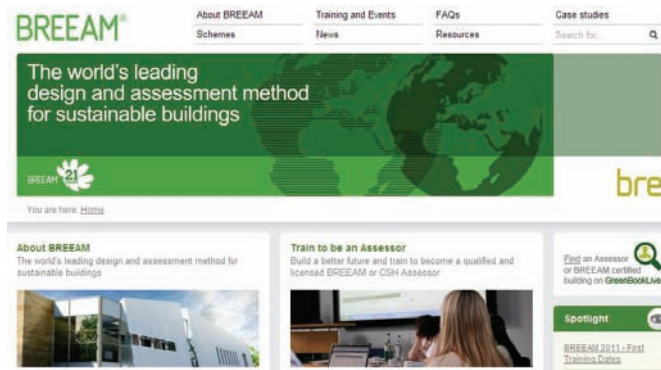 BREEAM®
About BREEAM
Training and Events
FAQs
Case studies
Schemes
News
Resources
Search for...
The world's leading
design and assessment method
for sustainable buildings
BREEAM 21
bre
You are here: Home
About BREEAM
The world's leading design and assessment method for
sustainable buildings
Train to be an Assessor
Build a better future and train to become a qualified and
licensed BREEAM or CSH Assessor
Find an Assessor
or BREEAM certified
building on GreenBookLive
Spotlight
BREEAM 2011 - First
Training Dates